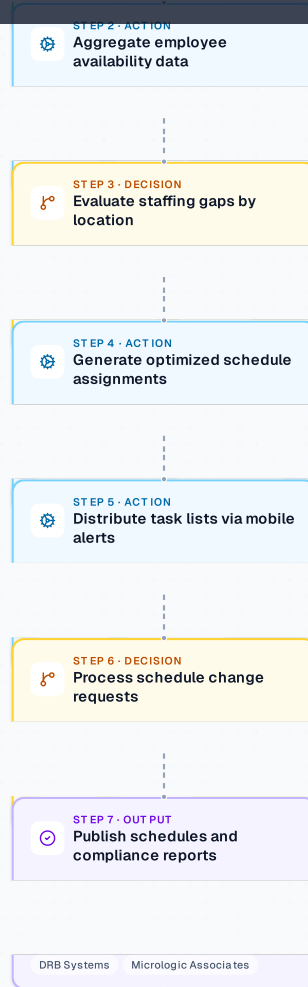 STEP 2 · ACTION
Aggregate employee
availability data
STEP 3 · DECISION
Evaluate staffing gaps by
location
STEP 4 · ACTION
Generate optimized schedule
assignments
STEP 5 · ACTION
Distribute task lists via mobile
alerts
STEP 6 · DECISION
Process schedule change
requests
STEP 7 · OUTPUT
Publish schedules and
compliance reports
DRB Systems Micrologic Associates